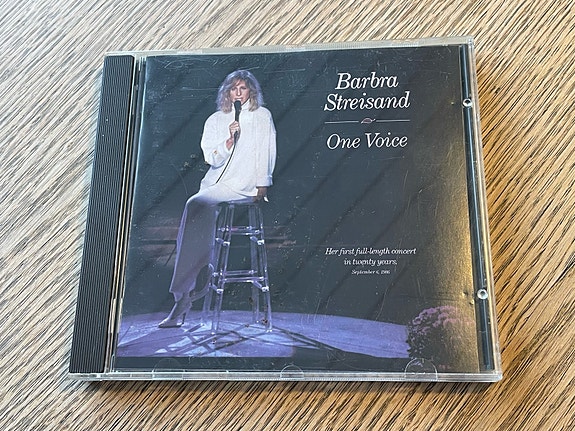 Barbra
Streisand
One Voice
Her first full-length concert
in twenty years,
September 6, 1986